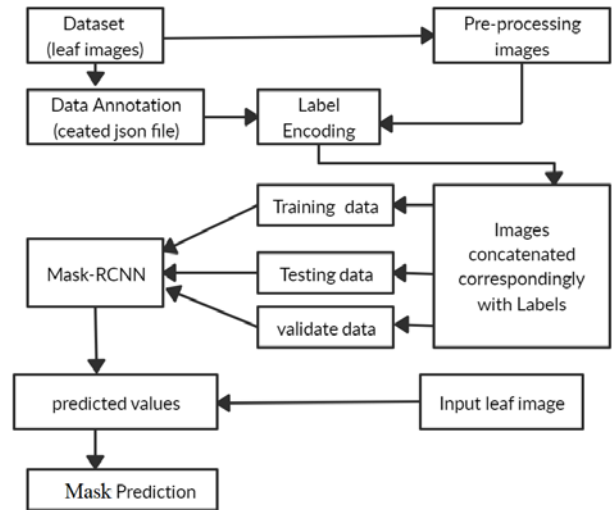 Dataset
(leaf images)
Pre-processing
images
Data Annotation
(ceated json file)
Label
Encoding
Training data
Images
concatenated
correspondingly
with Labels
Mask-RCNN
Testing data
validate data
predicted values
Input leaf image
Mask Prediction